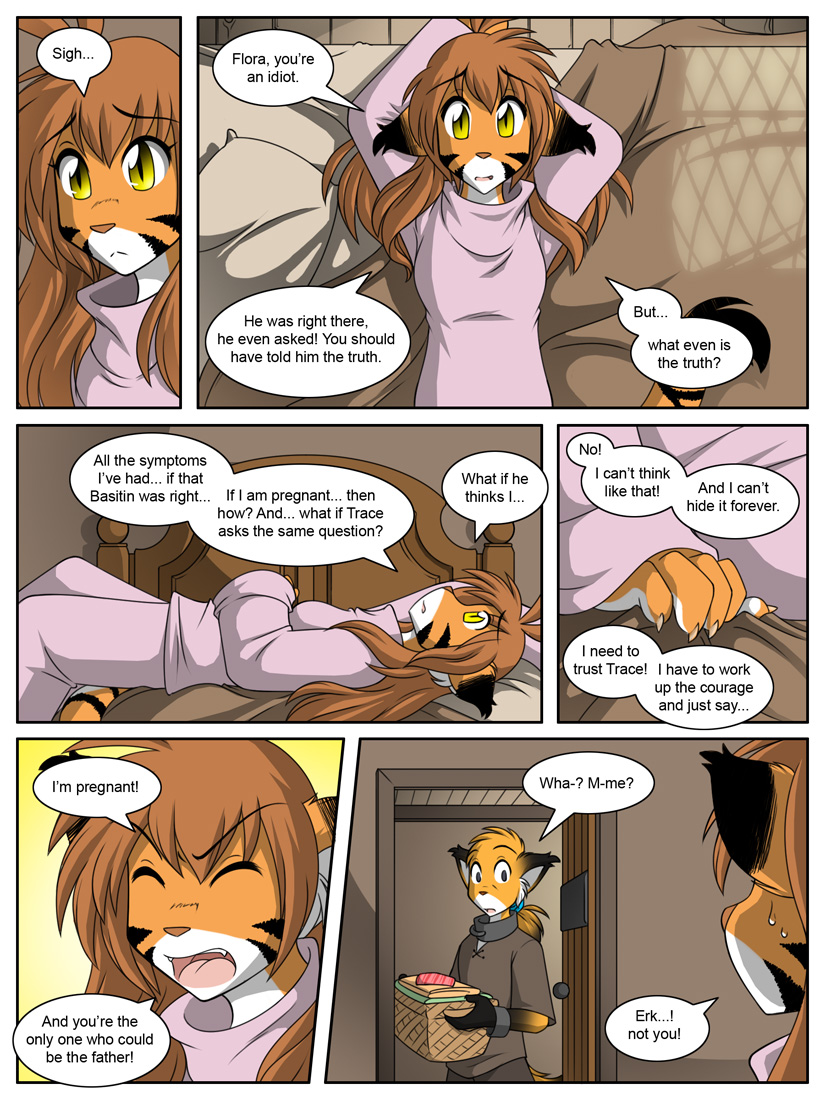 Sigh...
Flora, you're
an idiot.
He was right there,
he even asked! You should
have told him the truth.
But...
what even is
the truth?
All the symptoms
I've had... if that
Basitin was right...
If I am pregnant... then
how? And... what if Trace
asks the same question?
What if he
thinks I...
No!
I can't think
like that!
And I can't
hide it forever.
I need to
trust Trace!
I have to work
up the courage
and just say...
I'm pregnant!
And you're the
only one who could
be the father!
Wha-? M-me?
Erk...!
not you!